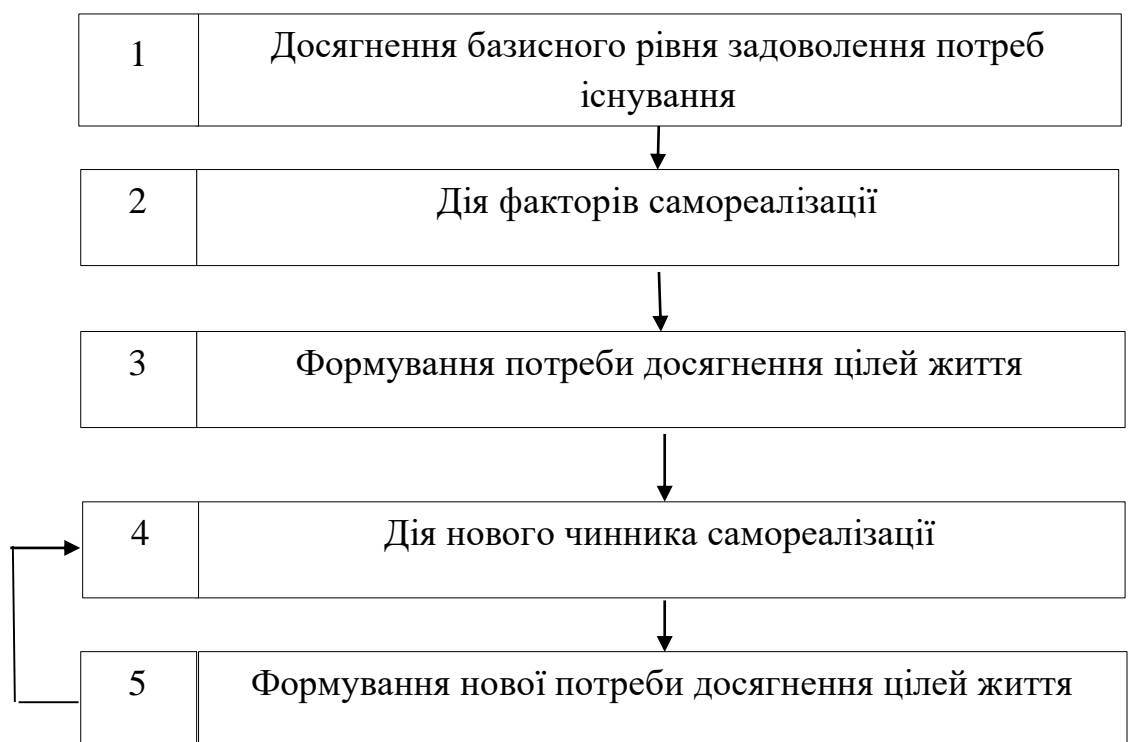 1
Досягнення базисного рівня задоволення потреб
існування
2
Дія факторів самореалізації
3
Формування потреби досягнення цілей життя
4
Дія нового чинника самореалізації
5
Формування нової потреби досягнення цілей життя